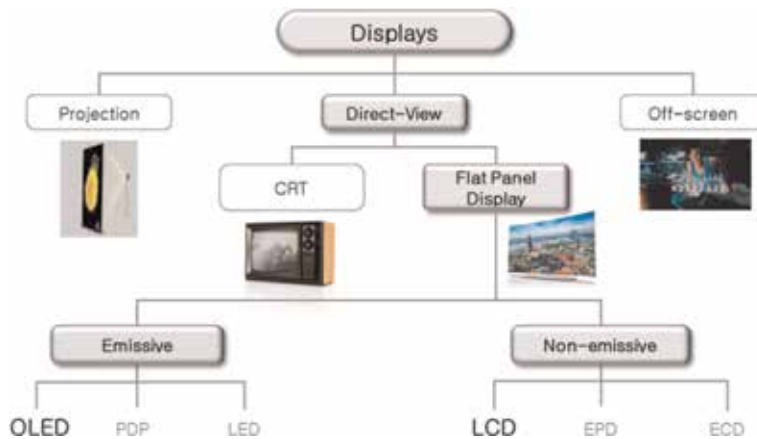 Displays
Projection
Direct-View
Off-screen
CRT
Flat Panel
Display
Emissive
Non-emissive
OLED
PDP
LED
LCD
EPD
ECD